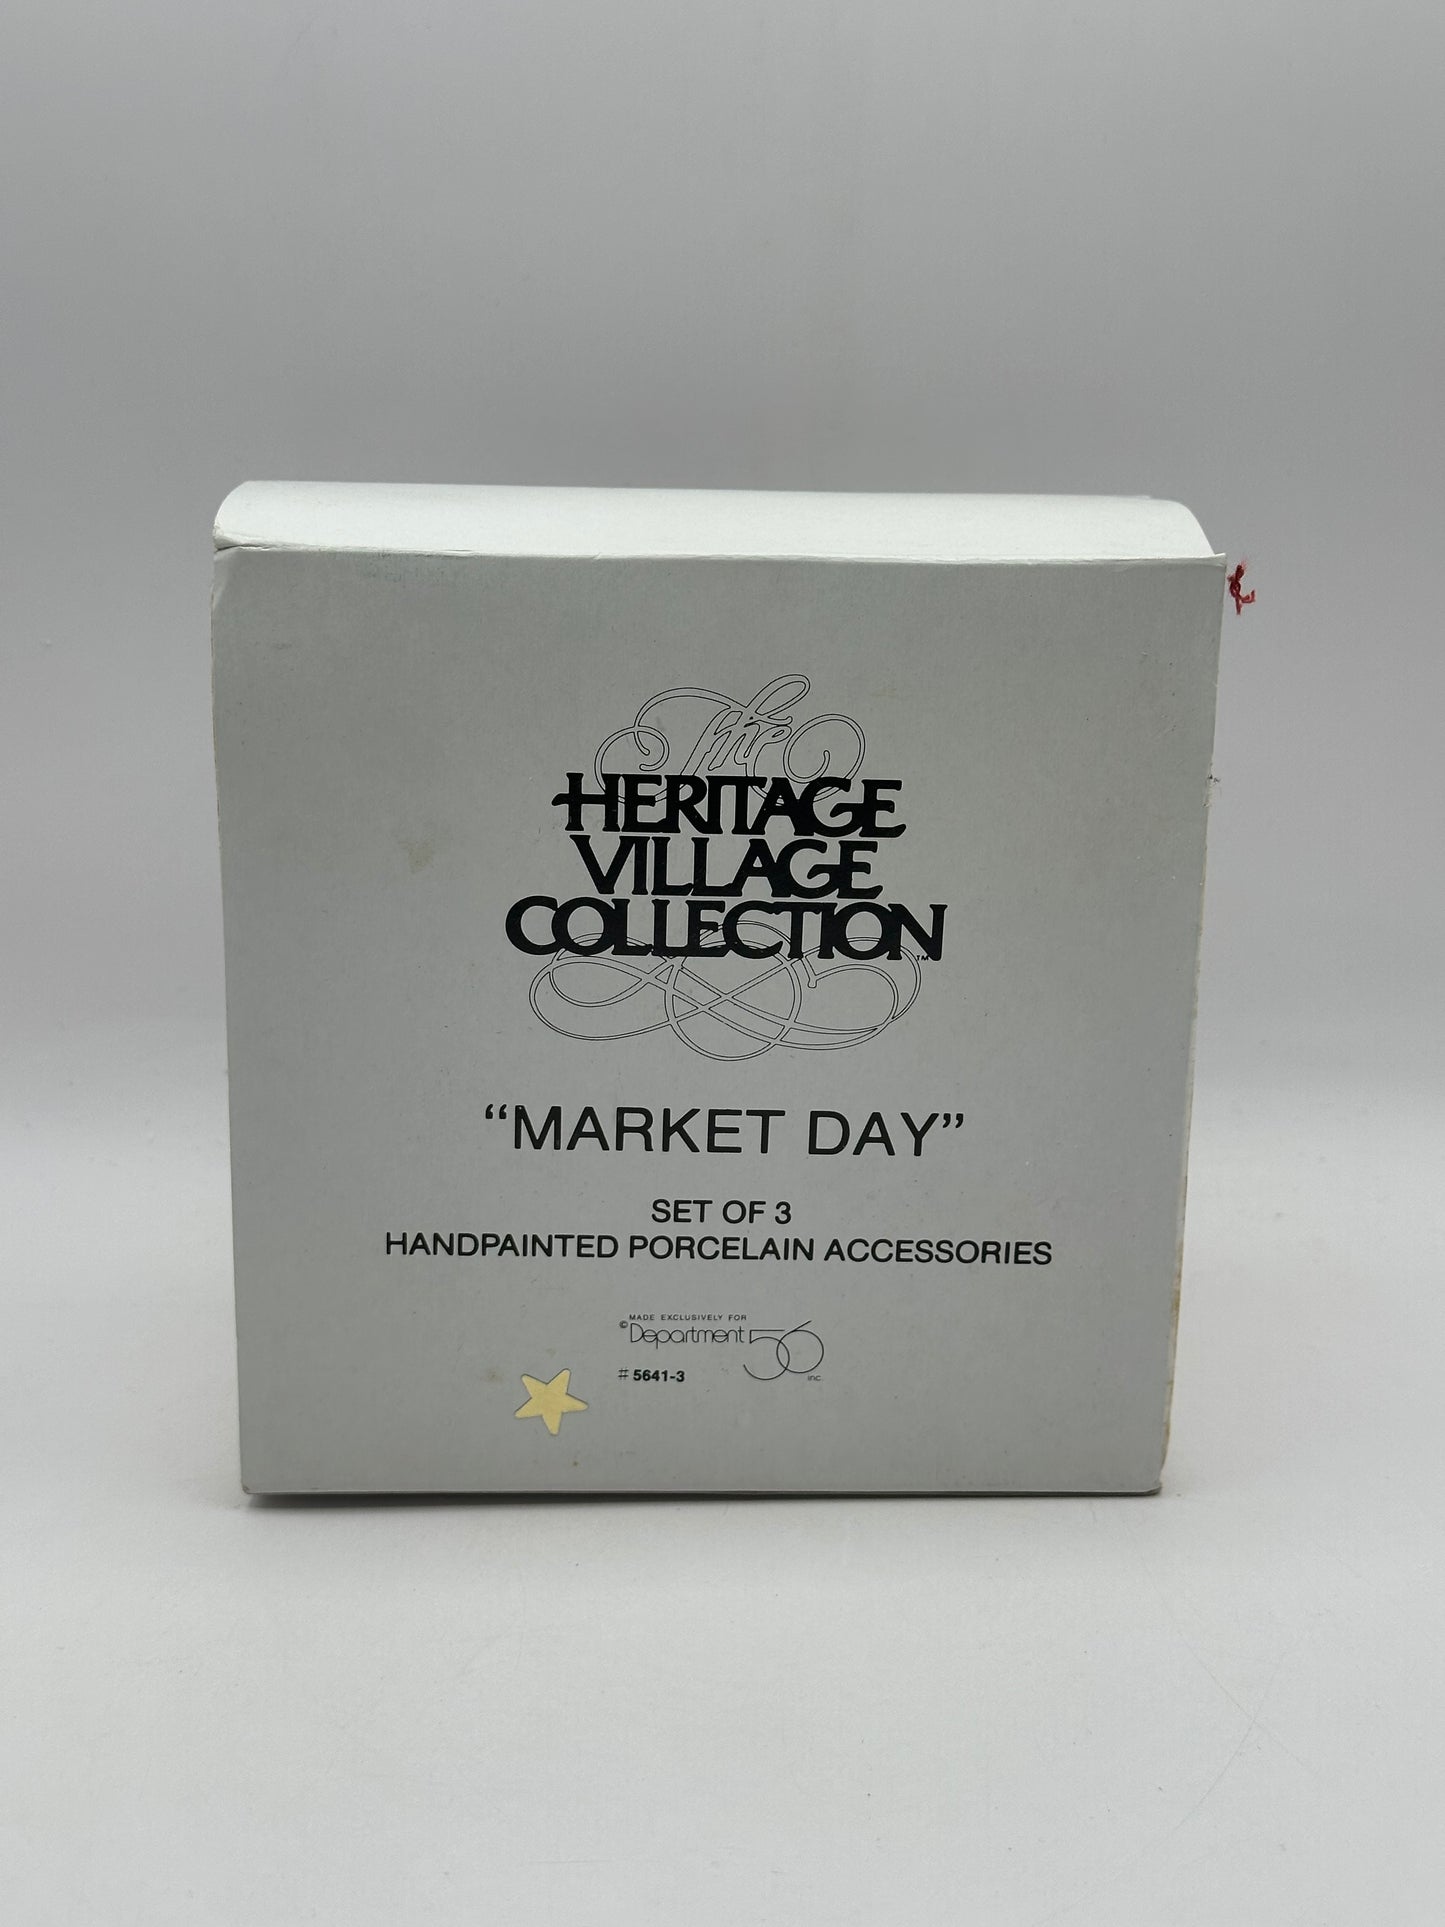 The
HERITAGE
VILLAGE
COLLECTION™
“MARKET DAY”
SET OF 3
HANDPAINTED PORCELAIN ACCESSORIES
MADE EXCLUSIVELY FOR
© Department 56 inc.
# 5641-3